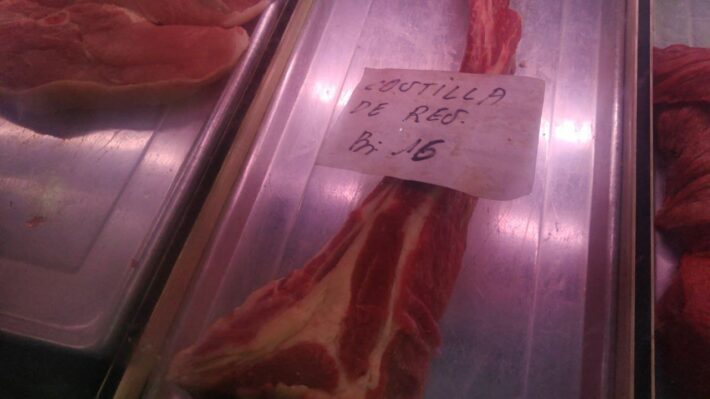 COSTILLA
DE RES.
Bs 16